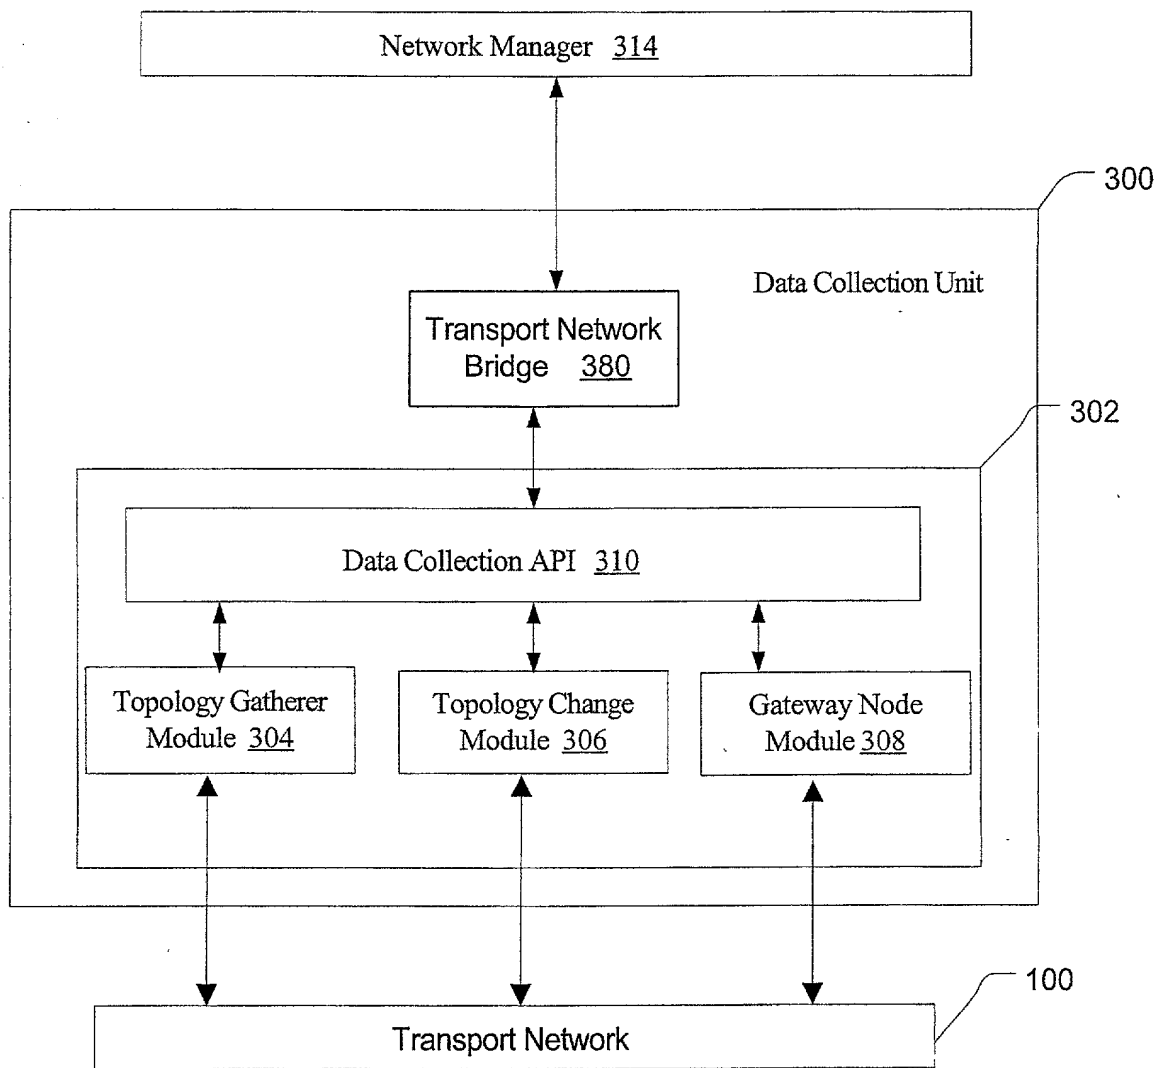 Network Manager 314
300
Data Collection Unit
Transport Network
Bridge 380
302
Data Collection API 310
Topology Gatherer
Module 304
Topology Change
Module 306
Gateway Node
Module 308
100
Transport Network